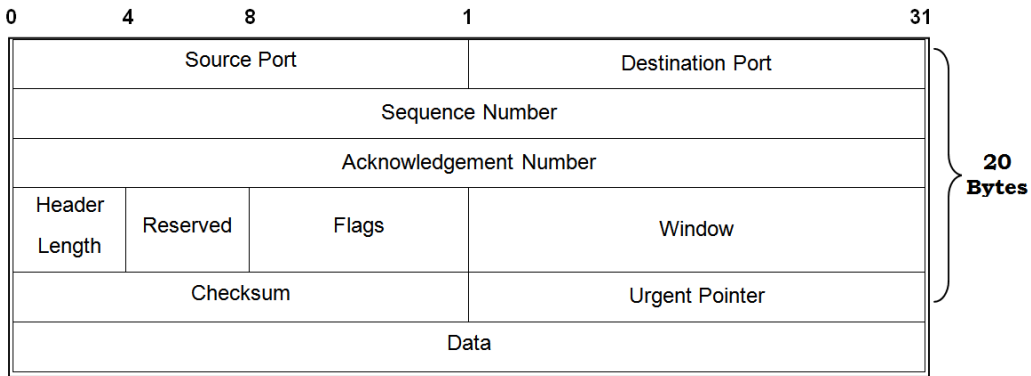 0 4 8 1 31
Source Port Destination Port
Sequence Number
Acknowledgement Number
20
Bytes
Header
Length
Reserved Flags Window
Checksum Urgent Pointer
Data